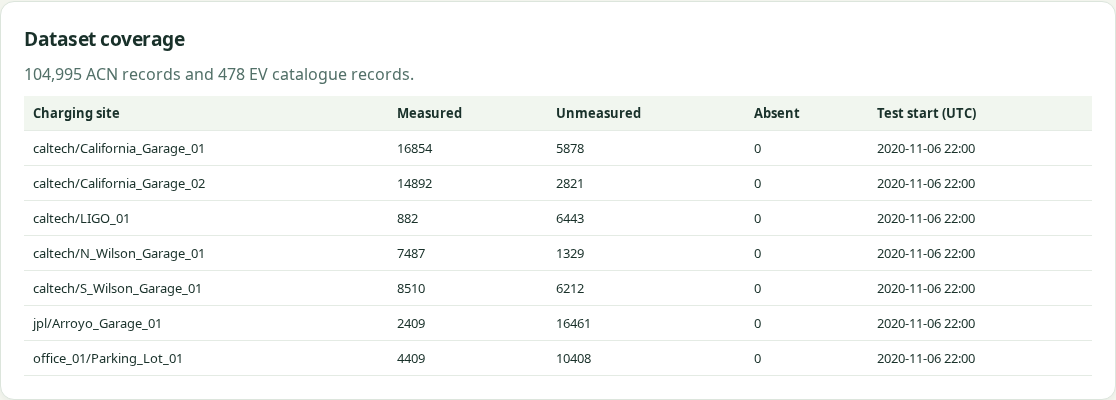 Dataset coverage
104,995 ACN records and 478 EV catalogue records.
Charging site Measured Unmeasured Absent Test start (UTC)
caltech/California_Garage_01 16854 5878 0 2020-11-06 22:00
caltech/California_Garage_02 14892 2821 0 2020-11-06 22:00
caltech/LIGO_01 882 6443 0 2020-11-06 22:00
caltech/N_Wilson_Garage_01 7487 1329 0 2020-11-06 22:00
caltech/S_Wilson_Garage_01 8510 6212 0 2020-11-06 22:00
jpl/Arroyo_Garage_01 2409 16461 0 2020-11-06 22:00
office_01/Parking_Lot_01 4409 10408 0 2020-11-06 22:00